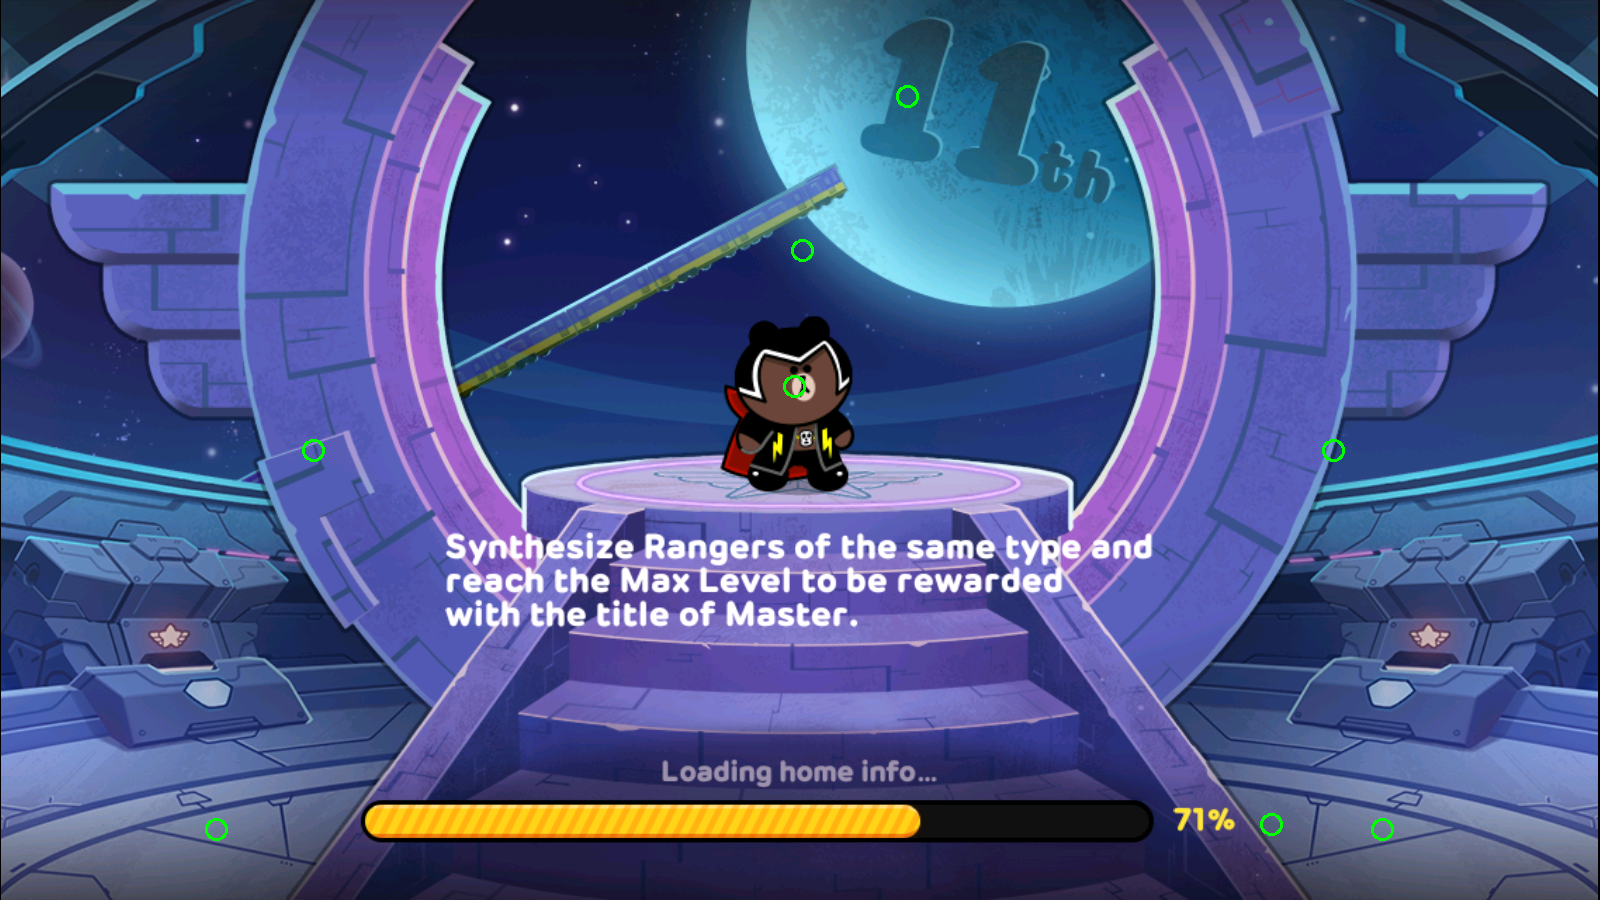 11th
Synthesize Rangers of the same type and
reach the Max Level to be rewarded
with the title of Master.
Loading home info...
71%